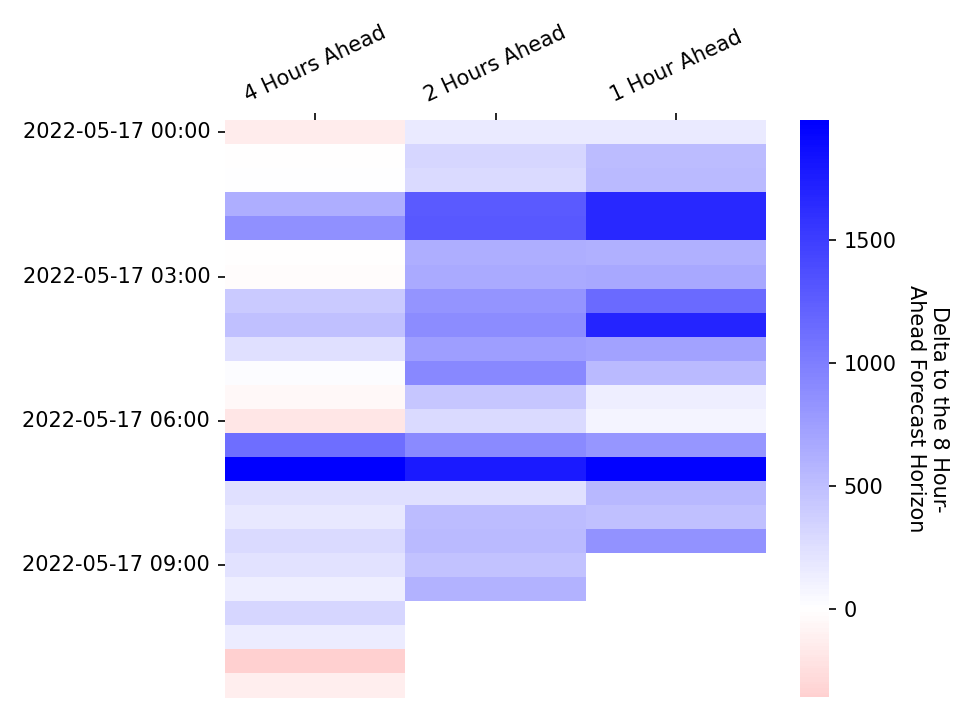 4 Hours Ahead
2 Hours Ahead
1 Hour Ahead
2022-05-17 00:00
2022-05-17 03:00
2022-05-17 06:00
2022-05-17 09:00
1500
1000
500
0
Delta to the 8 Hour-
Ahead Forecast Horizon